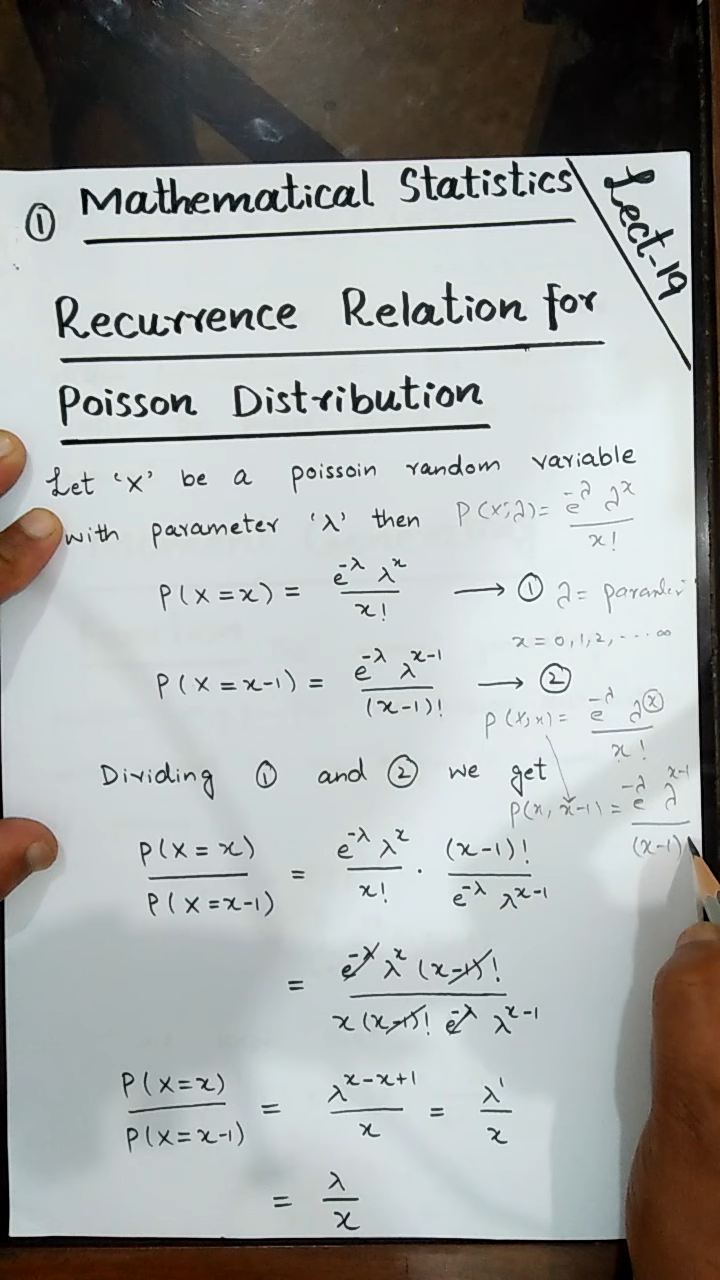 ① Mathematical Statistics
Lect-19
Recurrence Relation for
Poisson Distribution
Let 'X' be a poissoin random variable
with parameter 'λ' then P(x;λ) = e^-λ λ^x / x!
P(X=x) = e^-λ λ^x / x! → ① λ =
x = 0,1,2,....∞
P(X=x-1) = e^-λ λ^x-1 / (x-1)! → ②
= e^-λ λ^x / x!
Dividing ① and ② we get
P(x, x-1) = e^-λ λ^x-1 / (x-1)
P(X=x) / P(X=x-1) = e^-λ λ^x / x! · (x-1)! / e^-λ λ^x-1
= e^-λ λ^x (x-1)! / x(x-1)! e^-λ λ^x-1
P(X=x) / P(X=x-1) = λ^x-x+1 / x = λ^1 / x
= λ / x